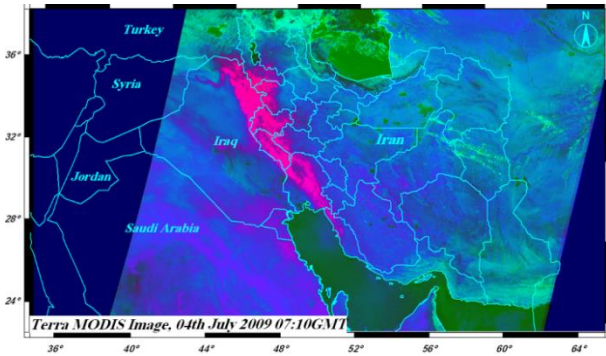 N
Turkey
36°
Syria
32°
Iraq
Iran
Jordan
28°
Saudi Arabia
24°
Terra MODIS Image, 04th July 2009 07:10GMT
36° 40° 44° 48° 52° 56° 60° 64°